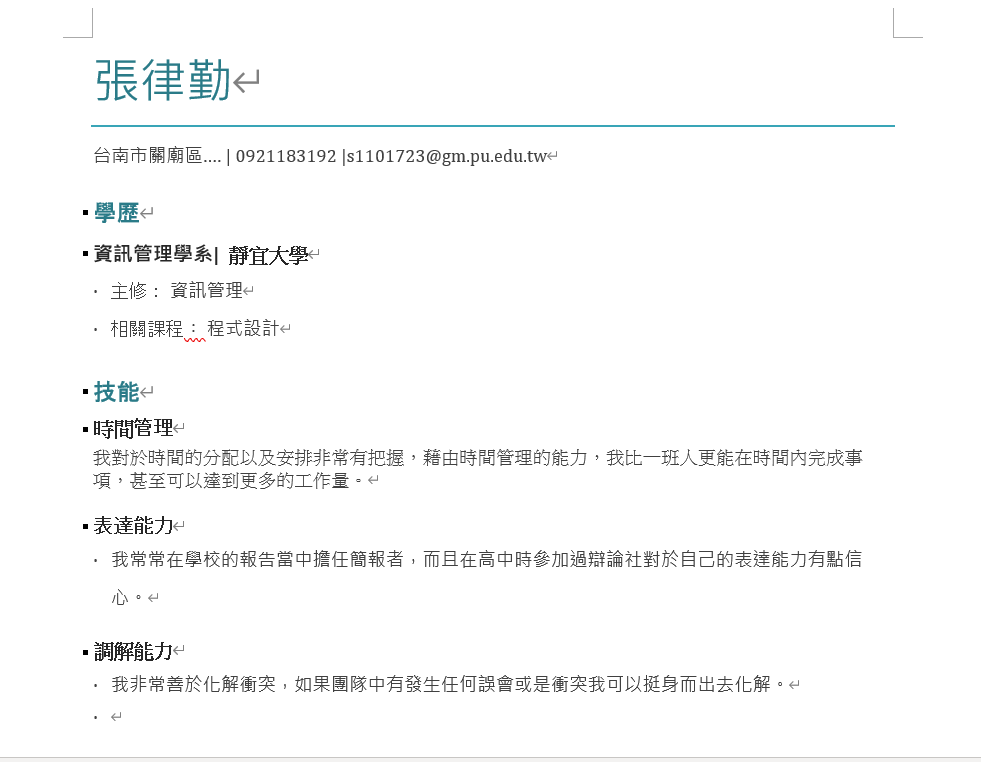 張律勤
台南市關廟區.... | 0921183192 |s1101723@gm.pu.edu.tw
學歷
資訊管理學系| 靜宜大學
主修： 資訊管理
相關課程： 程式設計
技能
時間管理
我對於時間的分配以及安排非常有把握，藉由時間管理的能力，我比一班人更能在時間內完成事
項，甚至可以達到更多的工作量。
表達能力
我常常在學校的報告當中擔任簡報者，而且在高中時參加過辯論社對於自己的表達能力有點信
心。
調解能力
我非常善於化解衝突，如果團隊中有發生任何誤會或是衝突我可以挺身而出去化解。